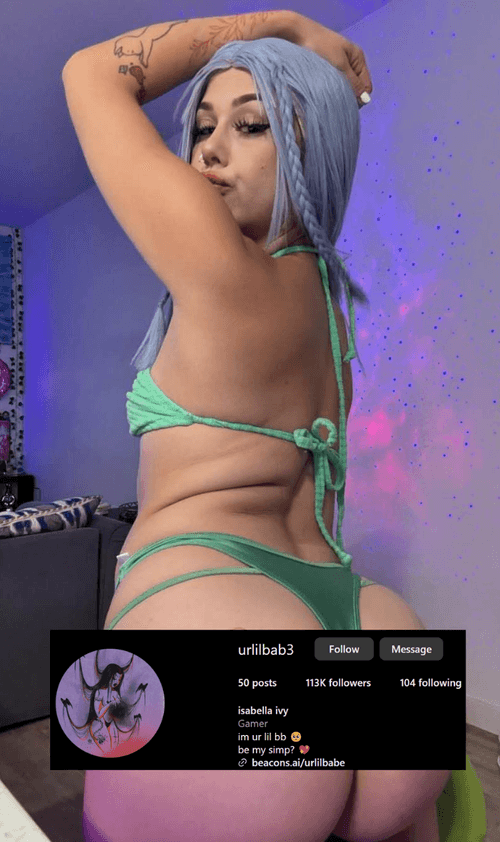 urlilbab3 Follow Message
50 posts 113K followers 104 following
isabella ivy
Gamer
im ur lil bb 🥺
be my simp? 💖
beacons.ai/urlilbabe